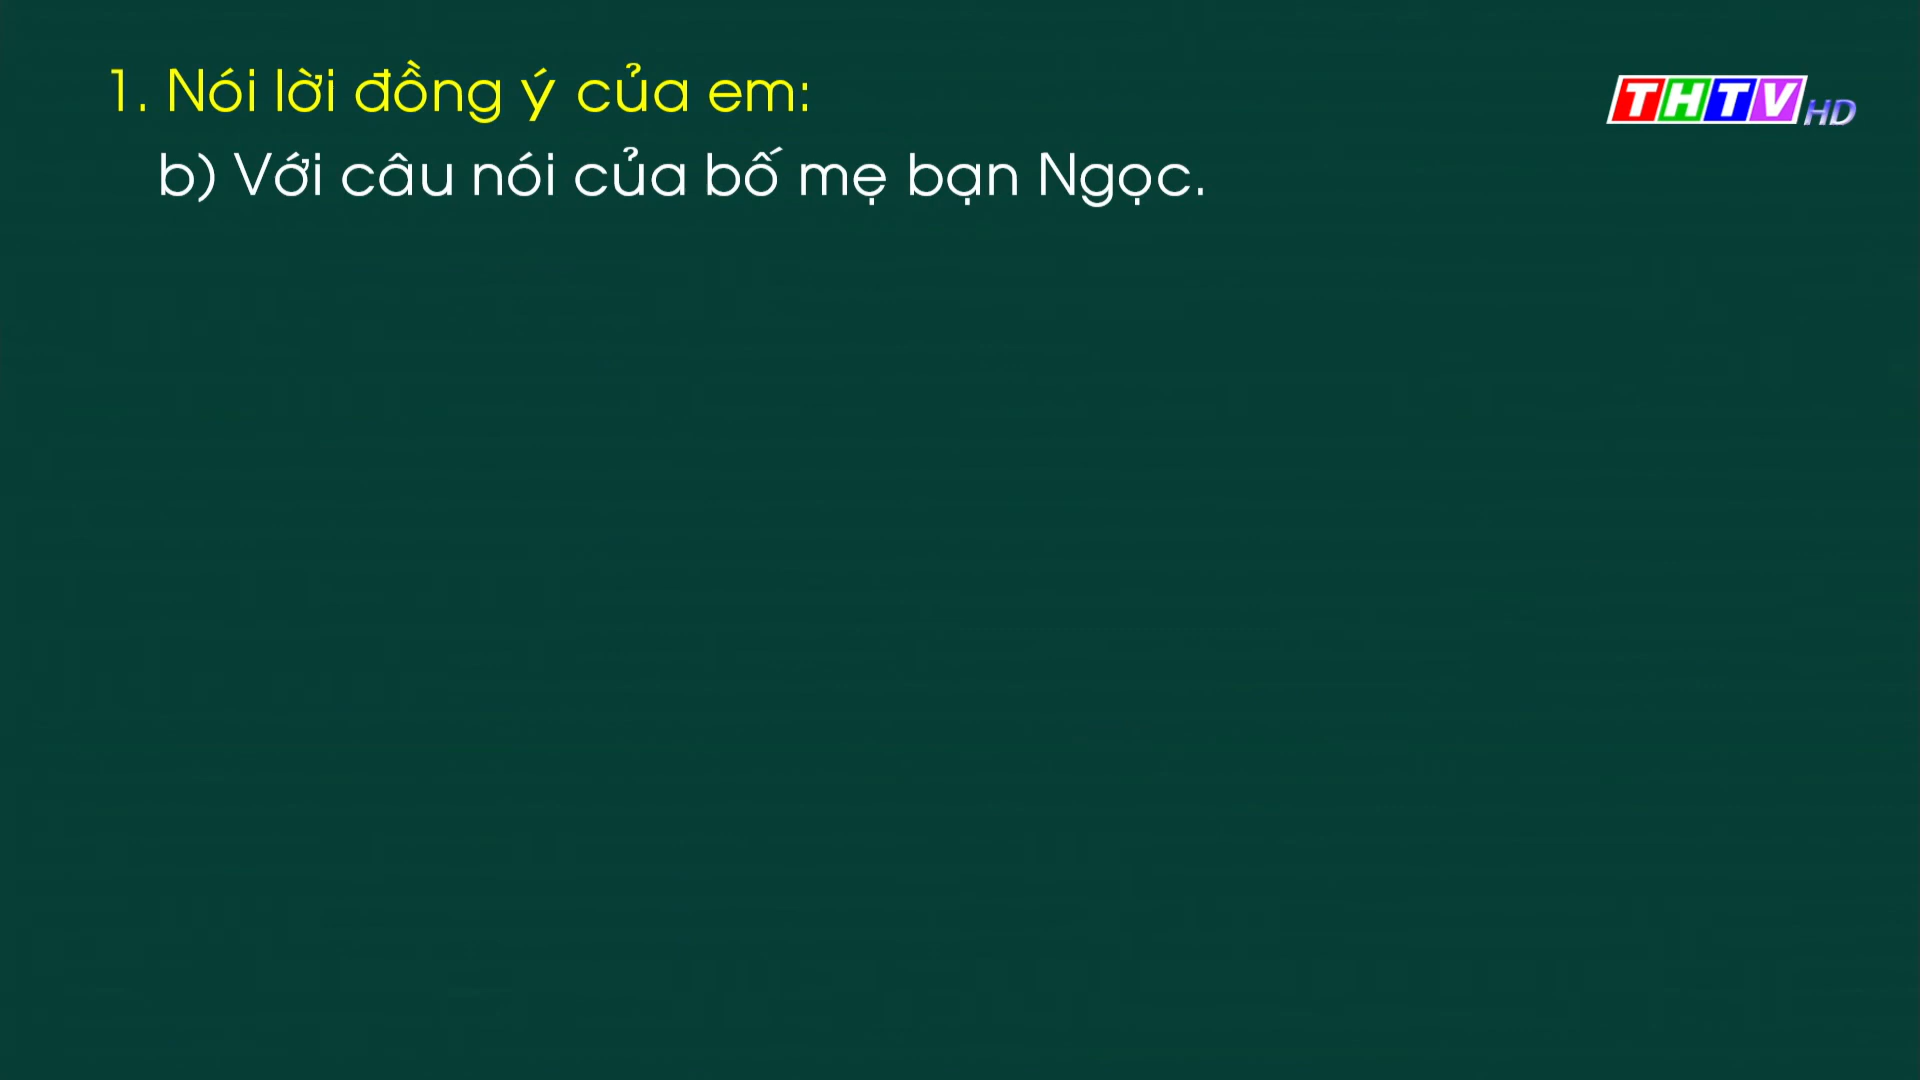 1. Nói lời đồng ý của em:
THTV HD
b) Với câu nói của bố mẹ bạn Ngọc.